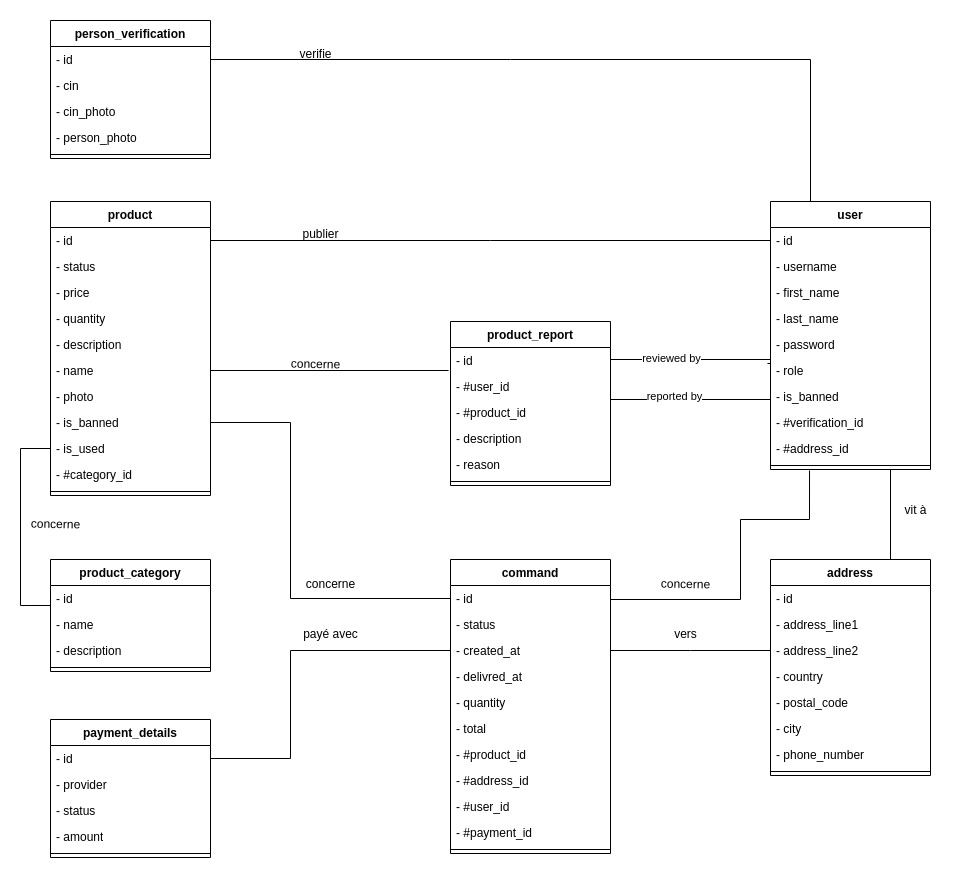 person_verification
- id
- cin
- cin_photo
- person_photo
verifie
product
- id
- status
- price
- quantity
- description
- name
- photo
- is_banned
- is_used
- #category_id
publier
user
- id
- username
- first_name
- last_name
- password
- role
- is_banned
- #verification_id
- #address_id
product_report
- id
- #user_id
- #product_id
- description
- reason
concerne
reviewed by
reported by
concerne
vit à
product_category
- id
- name
- description
concerne
payé avec
command
- id
- status
- created_at
- delivred_at
- quantity
- total
- #product_id
- #address_id
- #user_id
- #payment_id
concerne
vers
address
- id
- address_line1
- address_line2
- country
- postal_code
- city
- phone_number
payment_details
- id
- provider
- status
- amount